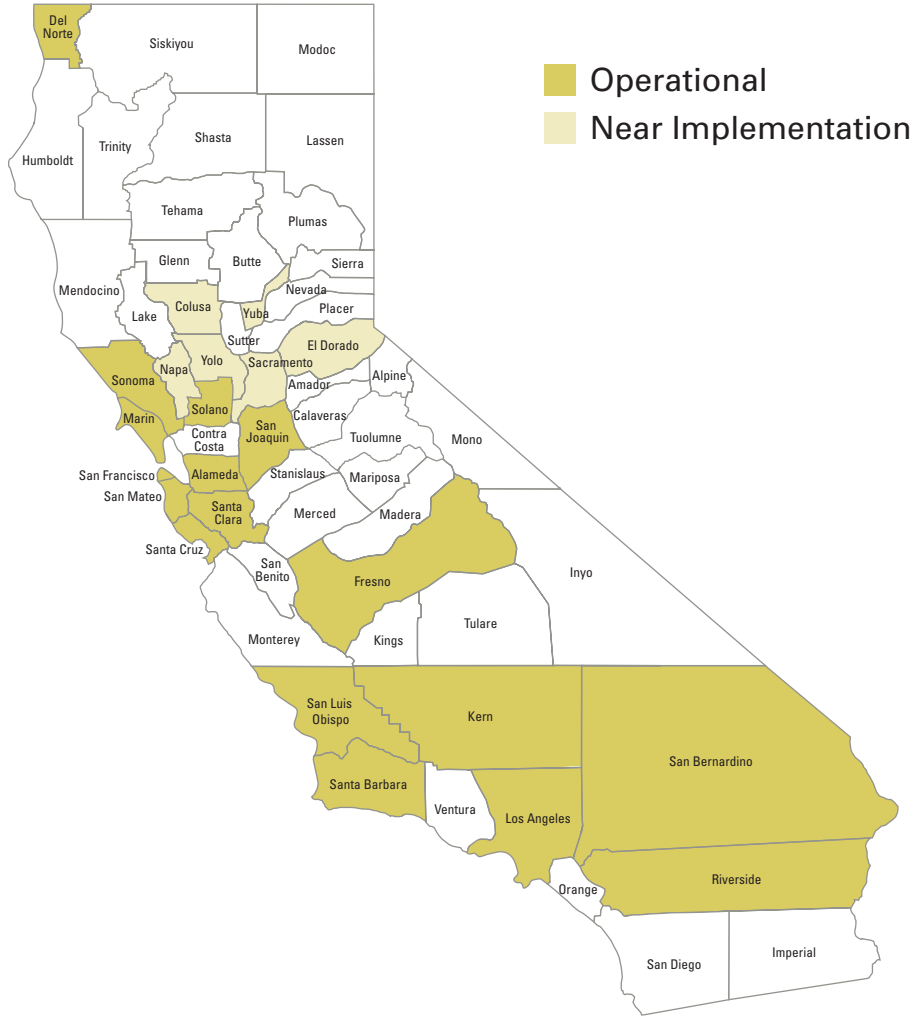 Del
Norte
Siskiyou
Modoc
Operational
Near Implementation
Humboldt
Trinity
Shasta
Lassen
Tehama
Plumas
Glenn
Butte
Sierra
Mendocino
Lake
Colusa
Yuba
Nevada
Placer
Sutter
El Dorado
Sonoma
Napa
Yolo
Sacramento
Amador
Alpine
Marin
Solano
San
Joaquin
Calaveras
Contra
Costa
Tuolumne
Mono
San Francisco
Alameda
Stanislaus
Mariposa
San Mateo
Santa
Clara
Merced
Madera
Santa Cruz
San
Benito
Fresno
Inyo
Monterey
Kings
Tulare
San Luis
Obispo
Kern
San Bernardino
Santa Barbara
Ventura
Los Angeles
Orange
Riverside
San Diego
Imperial